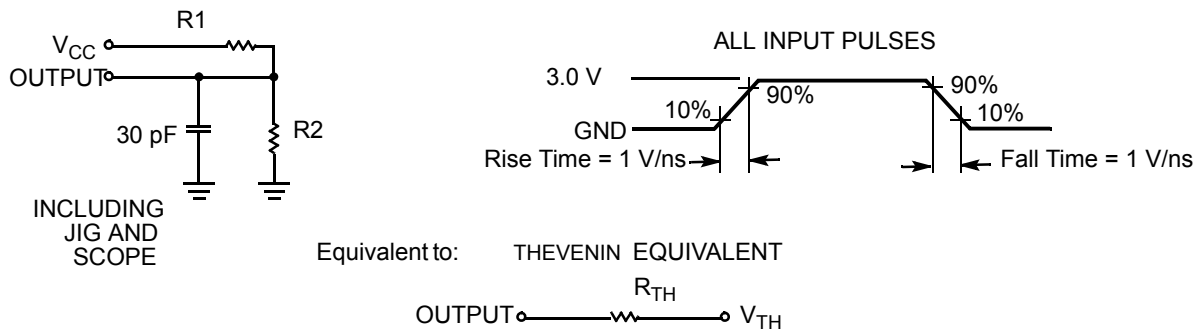 R1
VCC
OUTPUT
30 pF
R2
INCLUDING
JIG AND
SCOPE
ALL INPUT PULSES
3.0 V
GND
10%
90%
90%
10%
Rise Time = 1 V/ns
Fall Time = 1 V/ns
Equivalent to: THEVENIN EQUIVALENT
RTH
OUTPUT
VTH